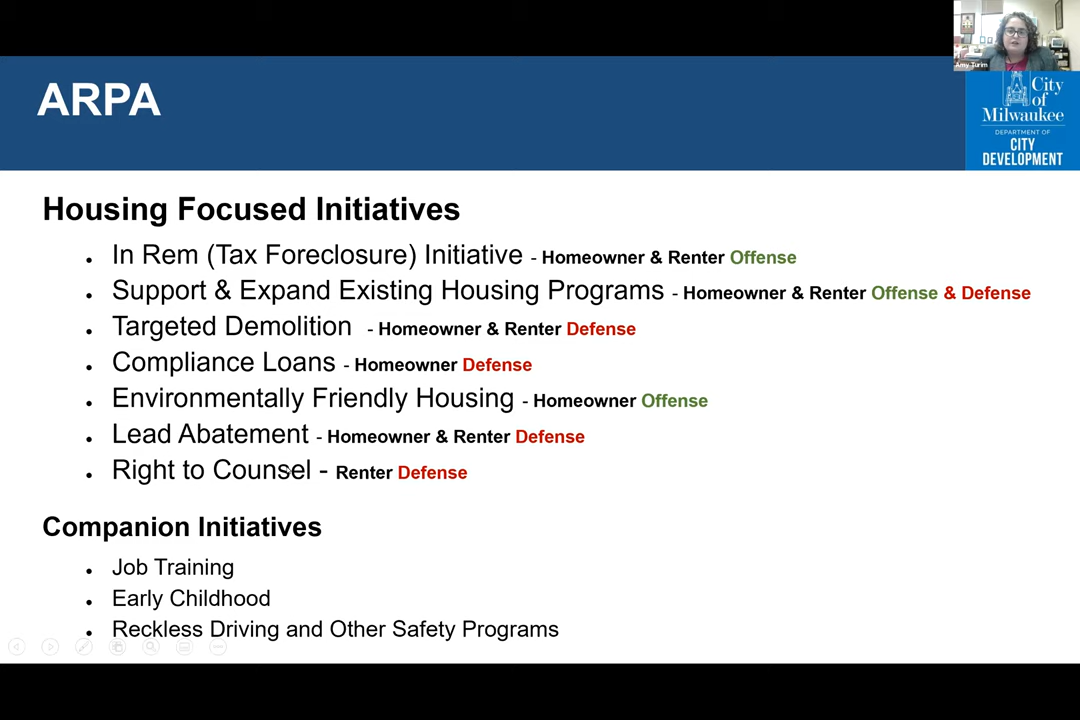 Amy Turim
ARPA
City
of
Milwaukee
DEPARTMENT OF
CITY
DEVELOPMENT
Housing Focused Initiatives
• In Rem (Tax Foreclosure) Initiative - Homeowner & Renter Offense
• Support & Expand Existing Housing Programs - Homeowner & Renter Offense & Defense
• Targeted Demolition - Homeowner & Renter Defense
• Compliance Loans - Homeowner Defense
• Environmentally Friendly Housing - Homeowner Offense
• Lead Abatement - Homeowner & Renter Defense
• Right to Counsel - Renter Defense
Companion Initiatives
• Job Training
• Early Childhood
• Reckless Driving and Other Safety Programs